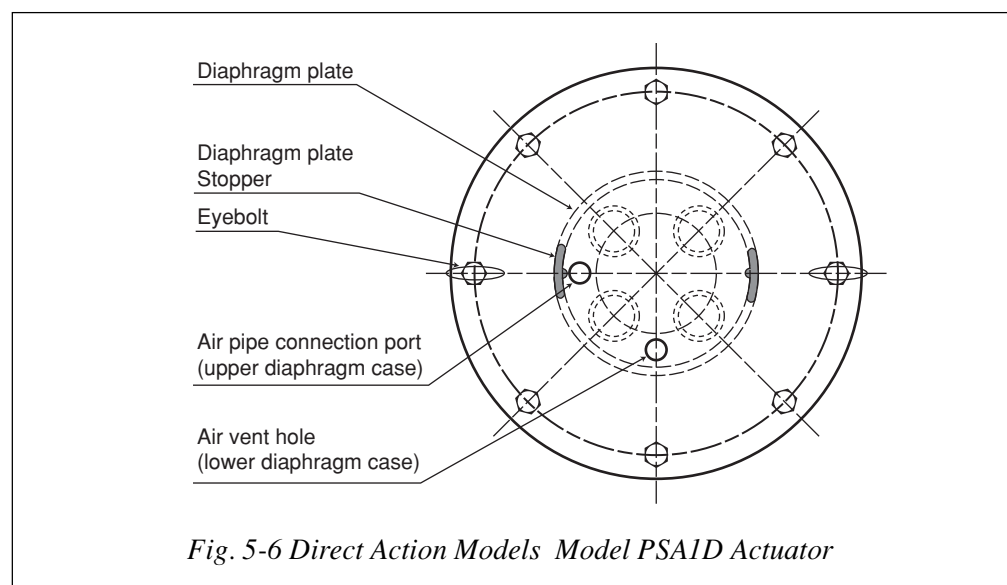 Diaphragm plate
Diaphragm plate
Stopper
Eyebolt
Air pipe connection port
(upper diaphragm case)
Air vent hole
(lower diaphragm case)
Fig. 5-6 Direct Action Models  Model PSA1D Actuator